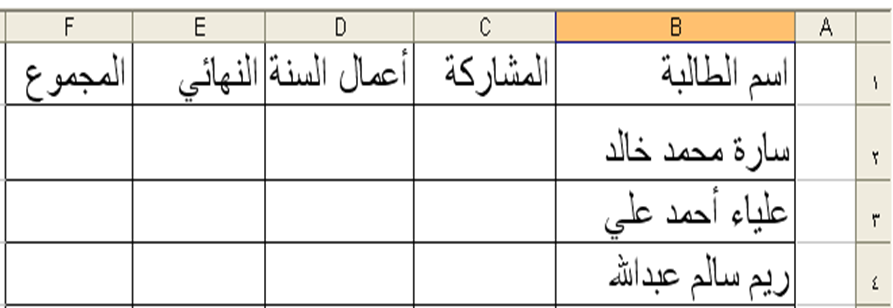 A B C D E F
١ اسم الطالبة المشاركة أعمال السنة النهائي المجموع
٢ سارة محمد خالد
٣ علياء أحمد علي
٤ ريم سالم عبدالله